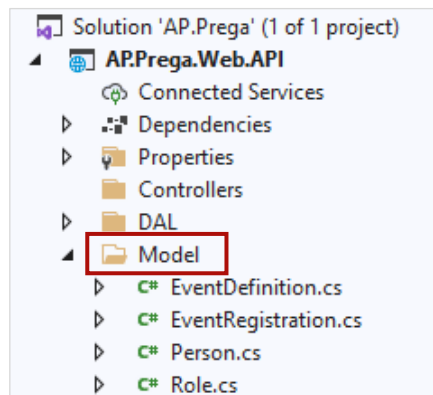 Solution 'AP.Prega' (1 of 1 project)
AP.Prega.Web.API
Connected Services
Dependencies
Properties
Controllers
DAL
Model
C# EventDefinition.cs
C# EventRegistration.cs
C# Person.cs
C# Role.cs